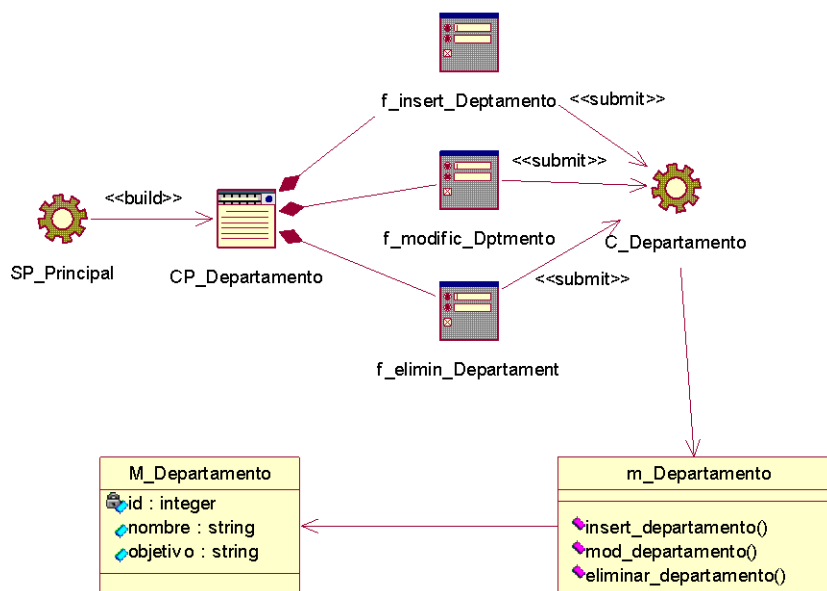 f_insert_Deptamento
<<submit>>
<<submit>>
<<build>>
f_modific_Dptmento
C_Departamento
SP_Principal
CP_Departamento
<<submit>>
f_elimin_Departament
M_Departamento
id : integer
nombre : string
objetivo : string
m_Departamento
insert_departamento()
mod_departamento()
eliminar_departamento()